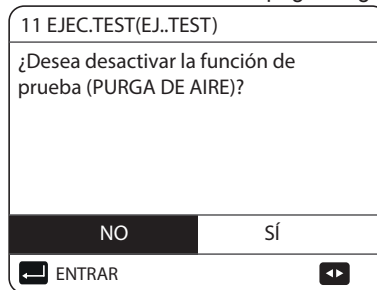 11 EJEC.TEST(EJ..TEST)
¿Desea desactivar la función de
prueba (PURGA DE AIRE)?
NO SÍ
ENTRAR